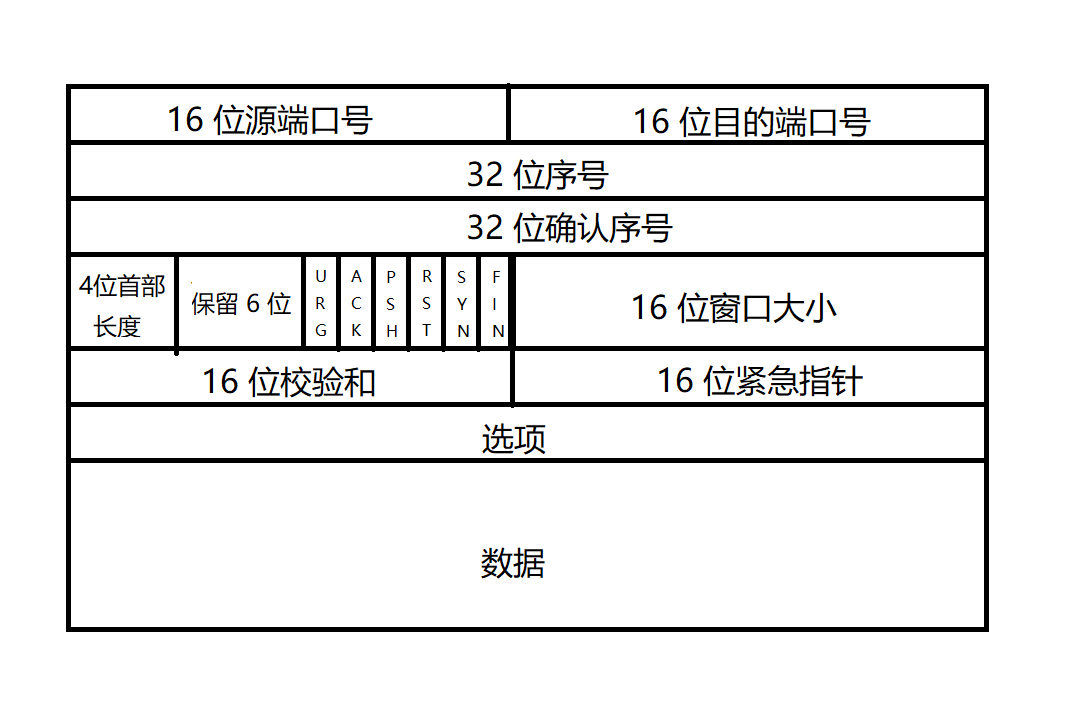 16 位源端口号
16 位目的端口号
32 位序号
32 位确认序号
4位首部
长度
保留 6 位
URG
ACK
PSH
RST
SYN
FIN
16 位窗口大小
16 位校验和
16 位紧急指针
选项
数据